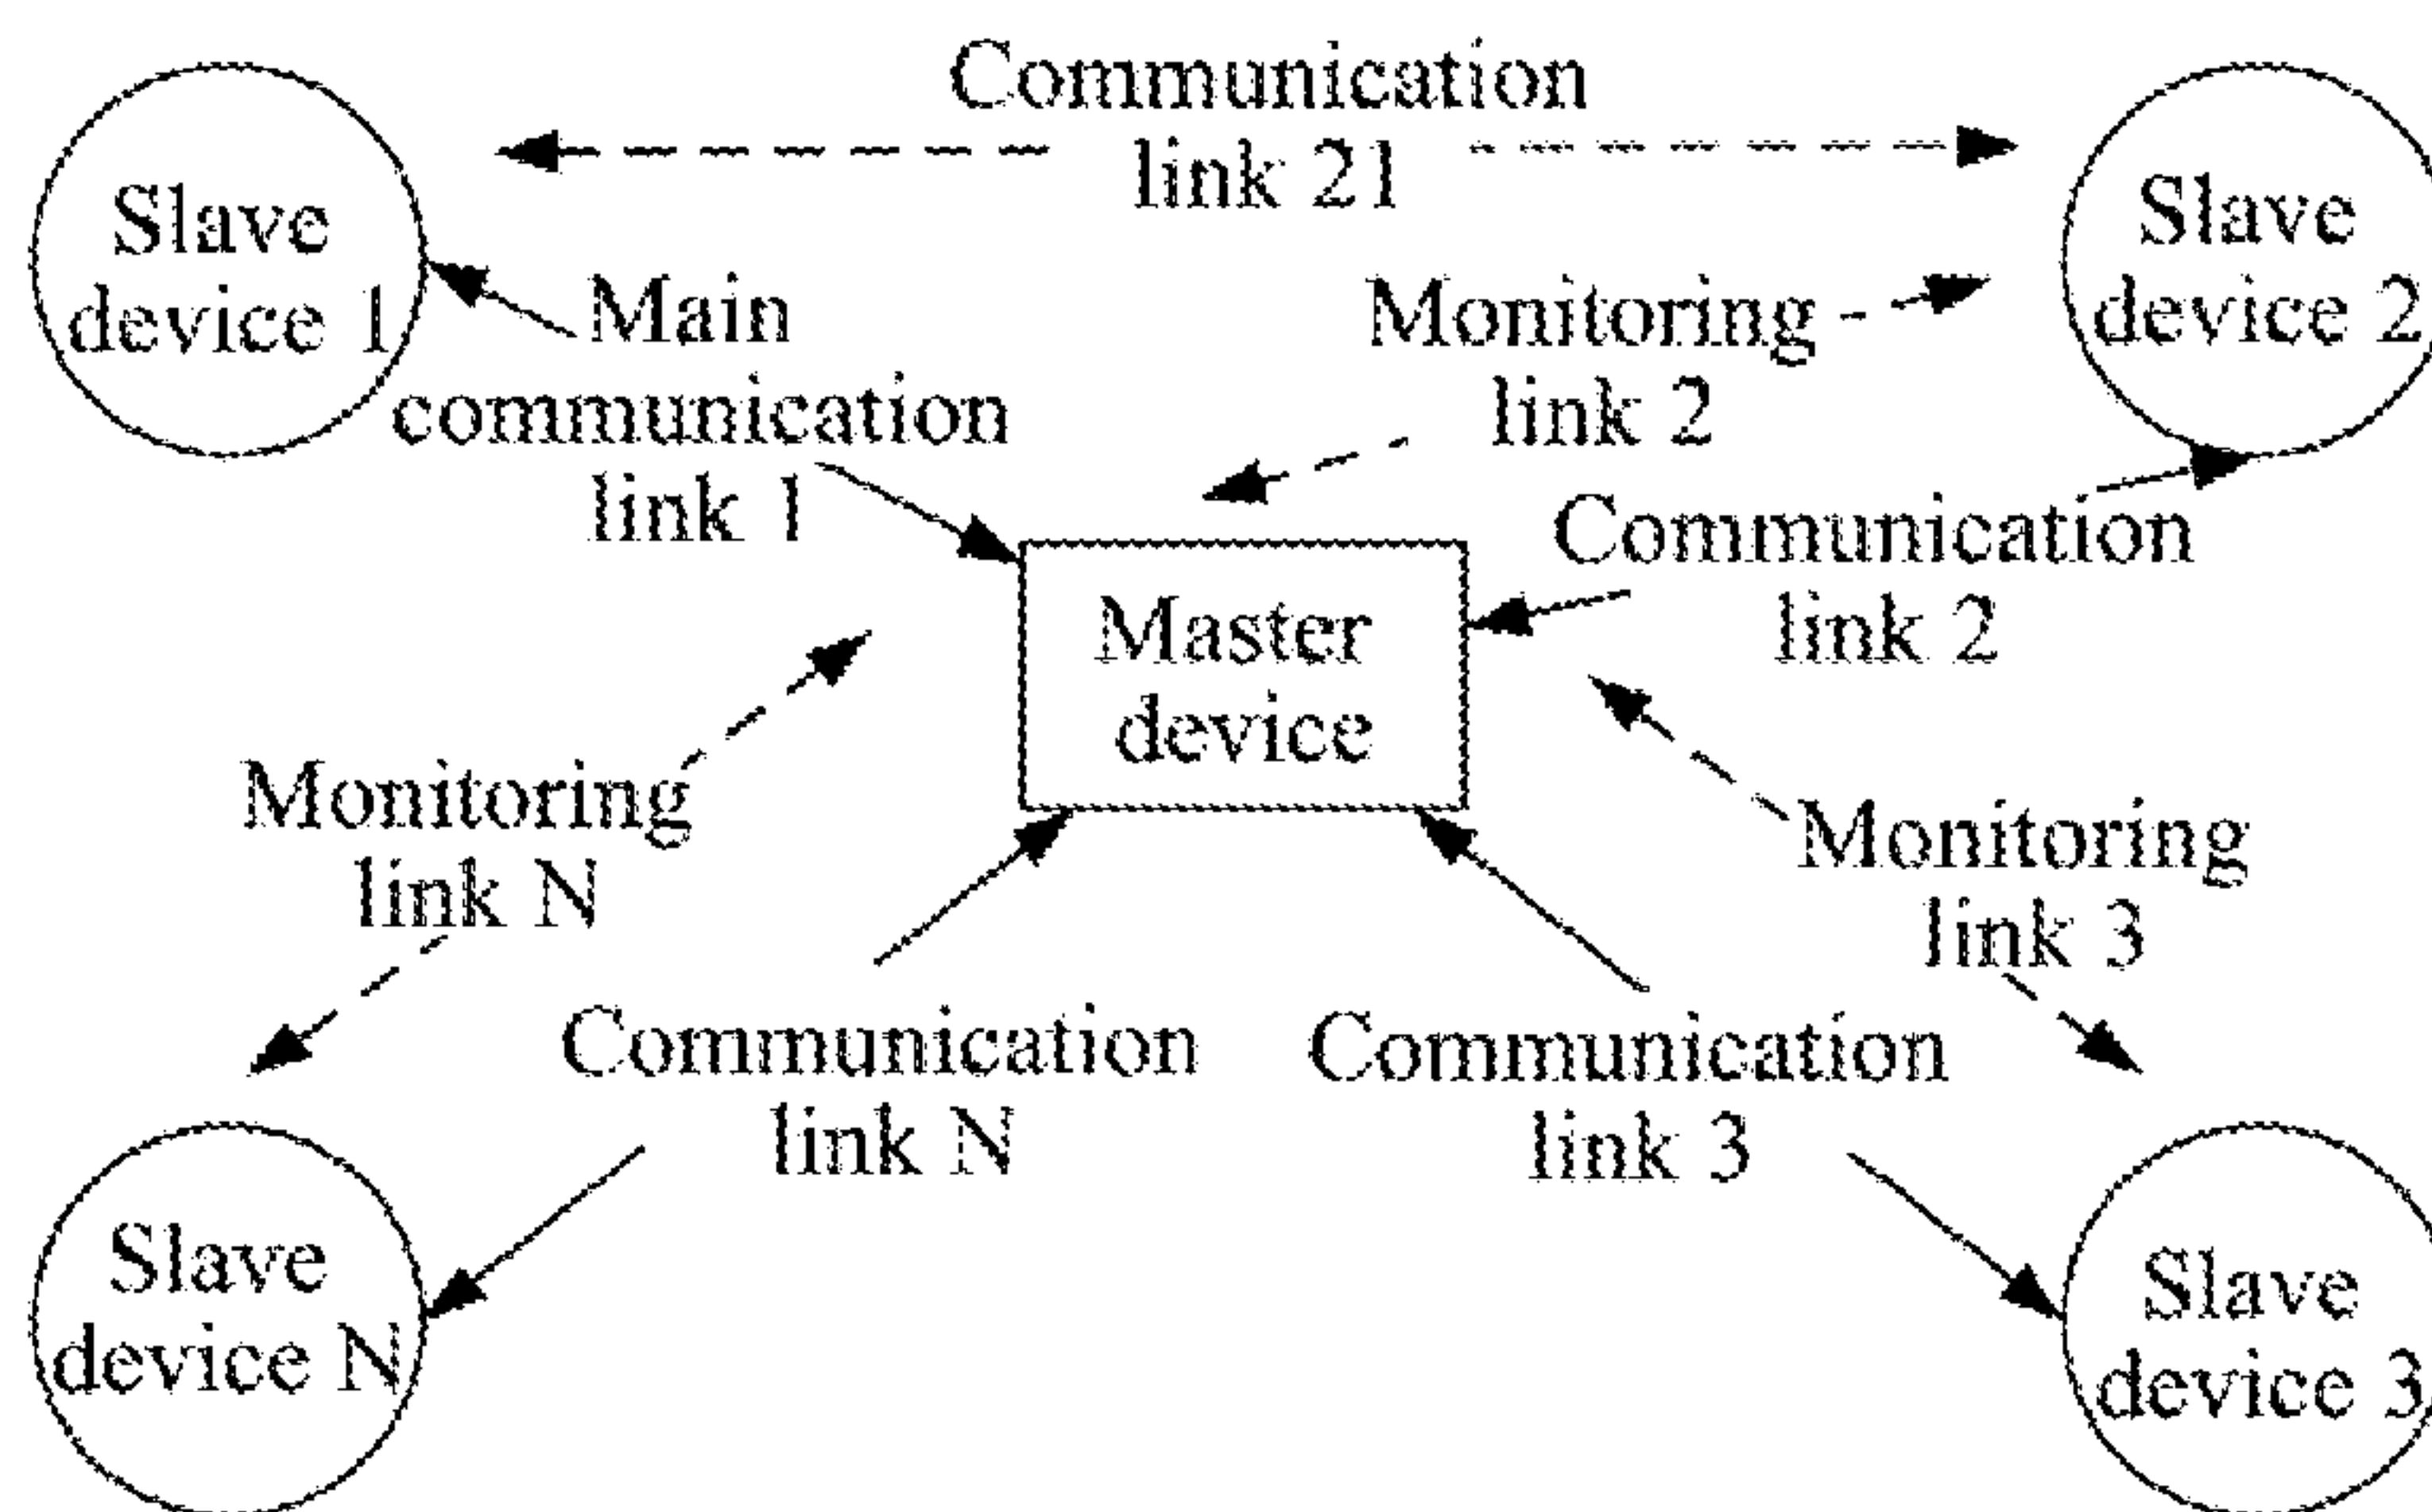 Communication
link 21
Slave
device 1
Slave
device 2
Main
communication
link 1
Monitoring
link 2
Communication
link 2
Master
device
Monitoring
link N
Monitoring
link 3
Communication
link N
Communication
link 3
Slave
device N
Slave
device 3